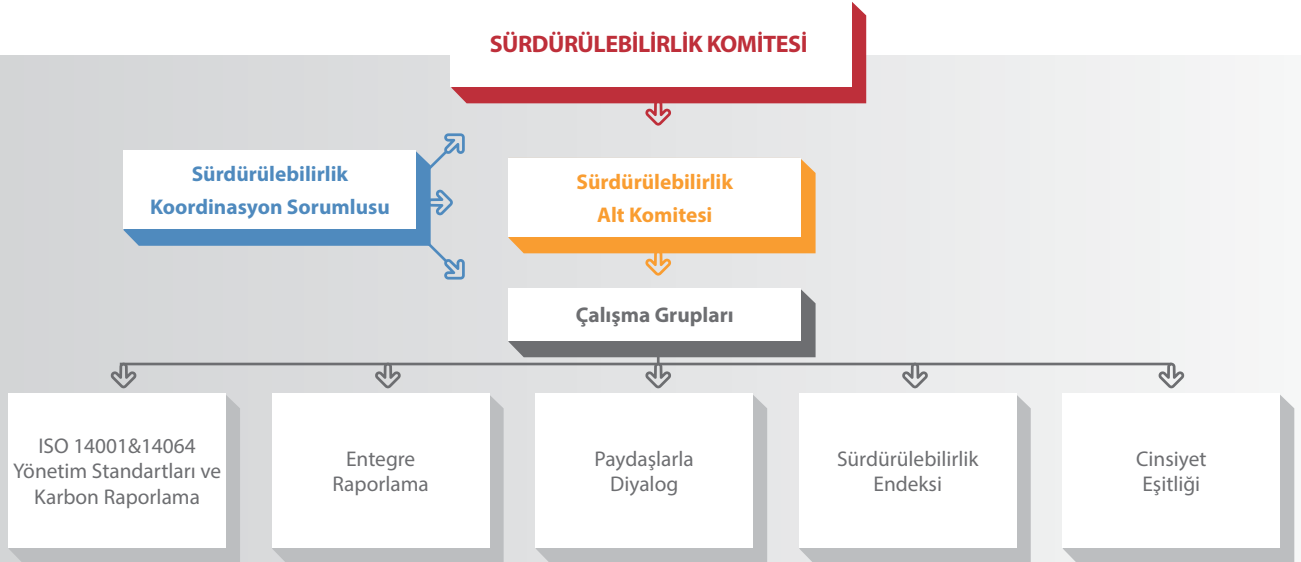 SÜRDÜRÜLEBİLİRLİK KOMİTESİ
Sürdürülebilirlik
Koordinasyon Sorumlusu
Sürdürülebilirlik
Alt Komitesi
Çalışma Grupları
ISO 14001&14064
Yönetim Standartları ve
Karbon Raporlama
Entegre
Raporlama
Paydaşlarla
Diyalog
Sürdürülebilirlik
Endeksi
Cinsiyet
Eşitliği